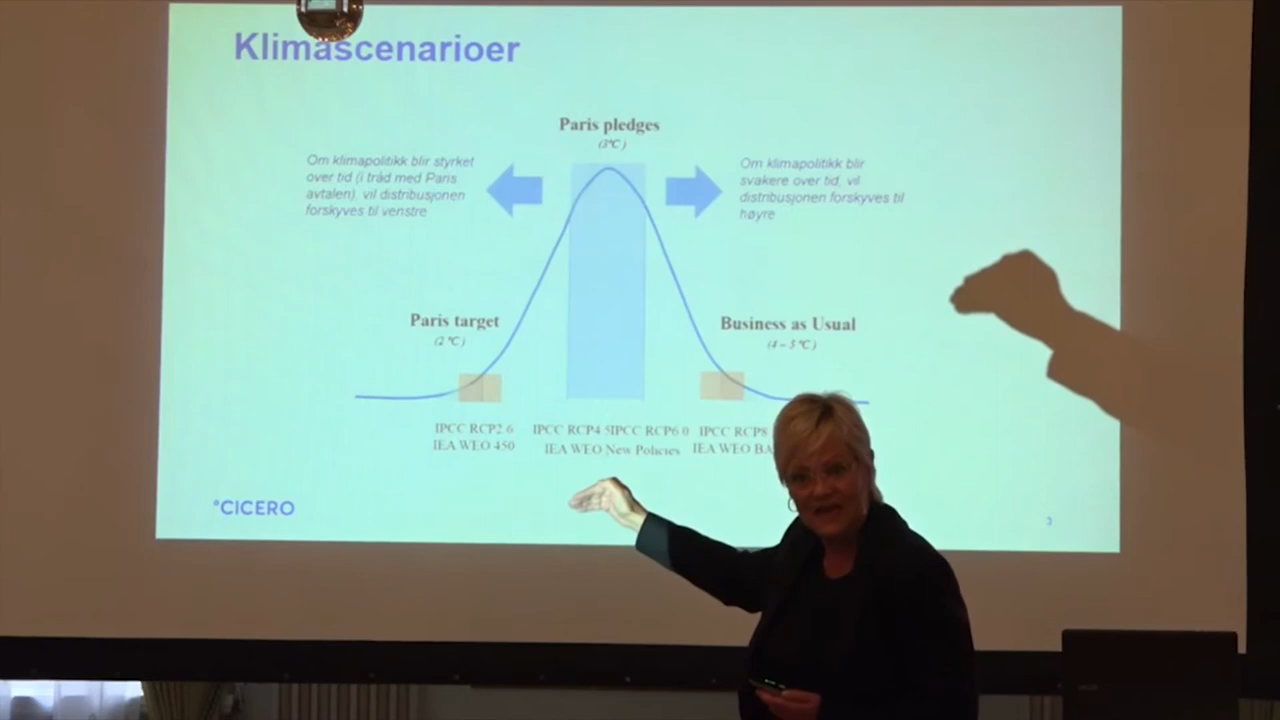 Klimascenarioer
Paris pledges
(3°C)
Om klimapolitikk blir styrket
over tid (i tråd med Paris
avtalen), vil distribusjonen
forskyves til venstre
Om klimapolitikk blir
svakere over tid, vil
distribusjonen forskyves til
høyre
Paris target
(2 °C)
Business as Usual
(4 – 5 °C)
IPCC RCP2.6
IEA WEO 450
IPCC RCP4.5IPCC RCP6.0
IEA WEO New Policies
IPCC RCP8
IEA WEO BA
°CICERO
3